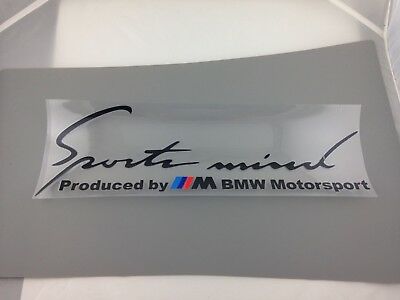 Sports mind
Produced by M BMW Motorsport